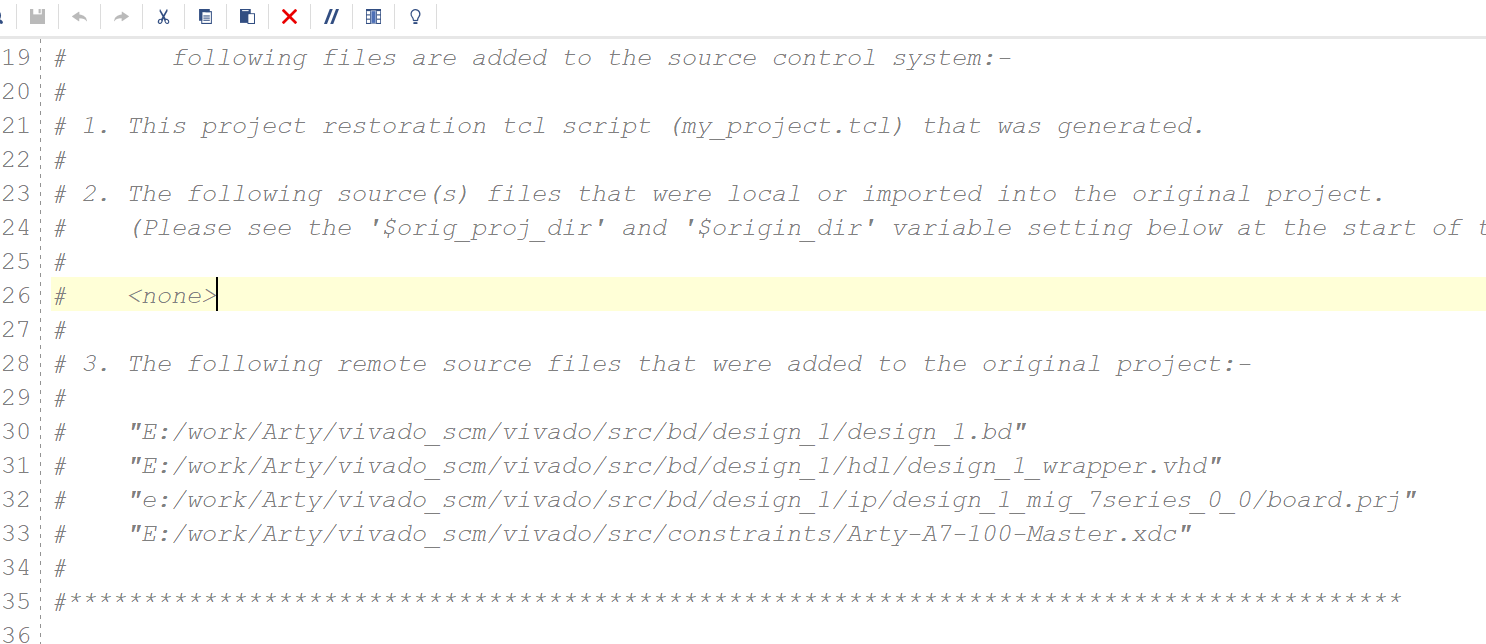 19 #       following files are added to the source control system:-
20 #
21 # 1. This project restoration tcl script (my_project.tcl) that was generated.
22 #
23 # 2. The following source(s) files that were local or imported into the original project.
24 #    (Please see the '$orig_proj_dir' and '$origin_dir' variable setting below at the start of
25 #
26 #    <none>
27 #
28 # 3. The following remote source files that were added to the original project:-
29 #
30 #    "E:/work/Arty/vivado_scm/vivado/src/bd/design_1/design_1.bd"
31 #    "E:/work/Arty/vivado_scm/vivado/src/bd/design_1/hdl/design_1_wrapper.vhd"
32 #    "e:/work/Arty/vivado_scm/vivado/src/bd/design_1/ip/design_1_mig_7series_0_0/board.prj"
33 #    "E:/work/Arty/vivado_scm/vivado/src/constraints/Arty-A7-100-Master.xdc"
34 #
35 #*****************************************************************************************
36